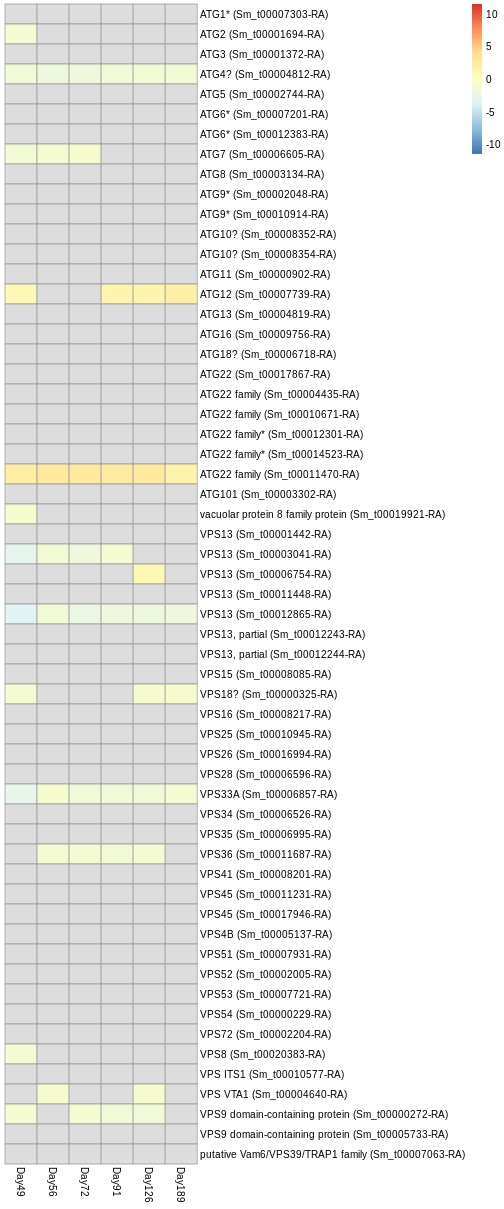 ATG1* (Sm_t00007303-RA)
ATG2 (Sm_t00001694-RA)
ATG3 (Sm_t00001372-RA)
ATG4? (Sm_t00004812-RA)
ATG5 (Sm_t00002744-RA)
ATG6* (Sm_t00007201-RA)
ATG6* (Sm_t00012383-RA)
ATG7 (Sm_t00006605-RA)
ATG8 (Sm_t00003134-RA)
ATG9* (Sm_t00002048-RA)
ATG9* (Sm_t00010914-RA)
ATG10? (Sm_t00008352-RA)
ATG10? (Sm_t00008354-RA)
ATG11 (Sm_t00000902-RA)
ATG12 (Sm_t00007739-RA)
ATG13 (Sm_t00004819-RA)
ATG16 (Sm_t00009756-RA)
ATG18? (Sm_t00006718-RA)
ATG22 (Sm_t00017867-RA)
ATG22 family (Sm_t00004435-RA)
ATG22 family (Sm_t00010671-RA)
ATG22 family* (Sm_t00012301-RA)
ATG22 family* (Sm_t00014523-RA)
ATG22 family (Sm_t00011470-RA)
ATG101 (Sm_t00003302-RA)
vacuolar protein 8 family protein (Sm_t00019921-RA)
VPS13 (Sm_t00001442-RA)
VPS13 (Sm_t00003041-RA)
VPS13 (Sm_t00006754-RA)
VPS13 (Sm_t00011448-RA)
VPS13 (Sm_t00012865-RA)
VPS13, partial (Sm_t00012243-RA)
VPS13, partial (Sm_t00012244-RA)
VPS15 (Sm_t00008085-RA)
VPS18? (Sm_t00000325-RA)
VPS16 (Sm_t00008217-RA)
VPS25 (Sm_t00010945-RA)
VPS26 (Sm_t00016994-RA)
VPS28 (Sm_t00006596-RA)
VPS33A (Sm_t00006857-RA)
VPS34 (Sm_t00006526-RA)
VPS35 (Sm_t00006995-RA)
VPS36 (Sm_t00011687-RA)
VPS41 (Sm_t00008201-RA)
VPS45 (Sm_t00011231-RA)
VPS45 (Sm_t00017946-RA)
VPS4B (Sm_t00005137-RA)
VPS51 (Sm_t00007931-RA)
VPS52 (Sm_t00002005-RA)
VPS53 (Sm_t00007721-RA)
VPS54 (Sm_t00000229-RA)
VPS72 (Sm_t00002204-RA)
VPS8 (Sm_t00020383-RA)
VPS ITS1 (Sm_t00010577-RA)
VPS VTA1 (Sm_t00004640-RA)
VPS9 domain-containing protein (Sm_t00000272-RA)
VPS9 domain-containing protein (Sm_t00005733-RA)
putative Vam6/VPS39/TRAP1 family (Sm_t00007063-RA)
Day49
Day56
Day72
Day91
Day126
Day189
10
5
0
-5
-10